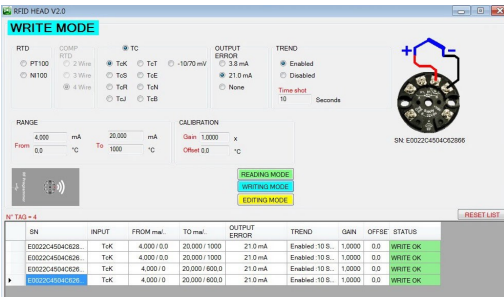 RFID HEAD V2.0
WRITE MODE
RTD
PT100
NI100
COMP RTD
2 Wire
3 Wire
4 Wire
TC
TcK TcT -10/70 mV
TcS TcE
TcR TcN
TcJ TcB
OUTPUT ERROR
3.8 mA
21.0 mA
None
TREND
Enabled
Disabled
Time shot
10 Seconds
+ -
SN: E0022C4504C62866
RANGE
4,000 mA 20,000 mA
From 0.0 °C To 1000 °C
CALIBRATION
Gain 1,0000 x
Offset 0,0 °C
READING MODE
WRITING MODE
EDITING MODE
N° TAG = 4
RESET LIST
SN INPUT FROM ma/.. TO ma/.. OUTPUT ERROR TREND GAIN OFFSE' STATUS
E0022C4504C628... TcK 4,000 / 0,0 20,000 / 1000 21.0 mA Enabled :10 S... 1,0000 0,0 WRITE OK
E0022C4504C626... TcK 4,000 / 0,0 20,000 / 1000 21.0 mA Enabled :10 S... 1,0000 0,0 WRITE OK
E0022C4504C626... TcK 4,000 / 0 20,000 / 600,0 21.0 mA Enabled :10 S... 1,0000 0,0 WRITE OK
E0022C4504C626... TcK 4,000 / 0 20,000 / 600,0 21.0 mA Enabled :10 S... 1,0000 0,0 WRITE OK